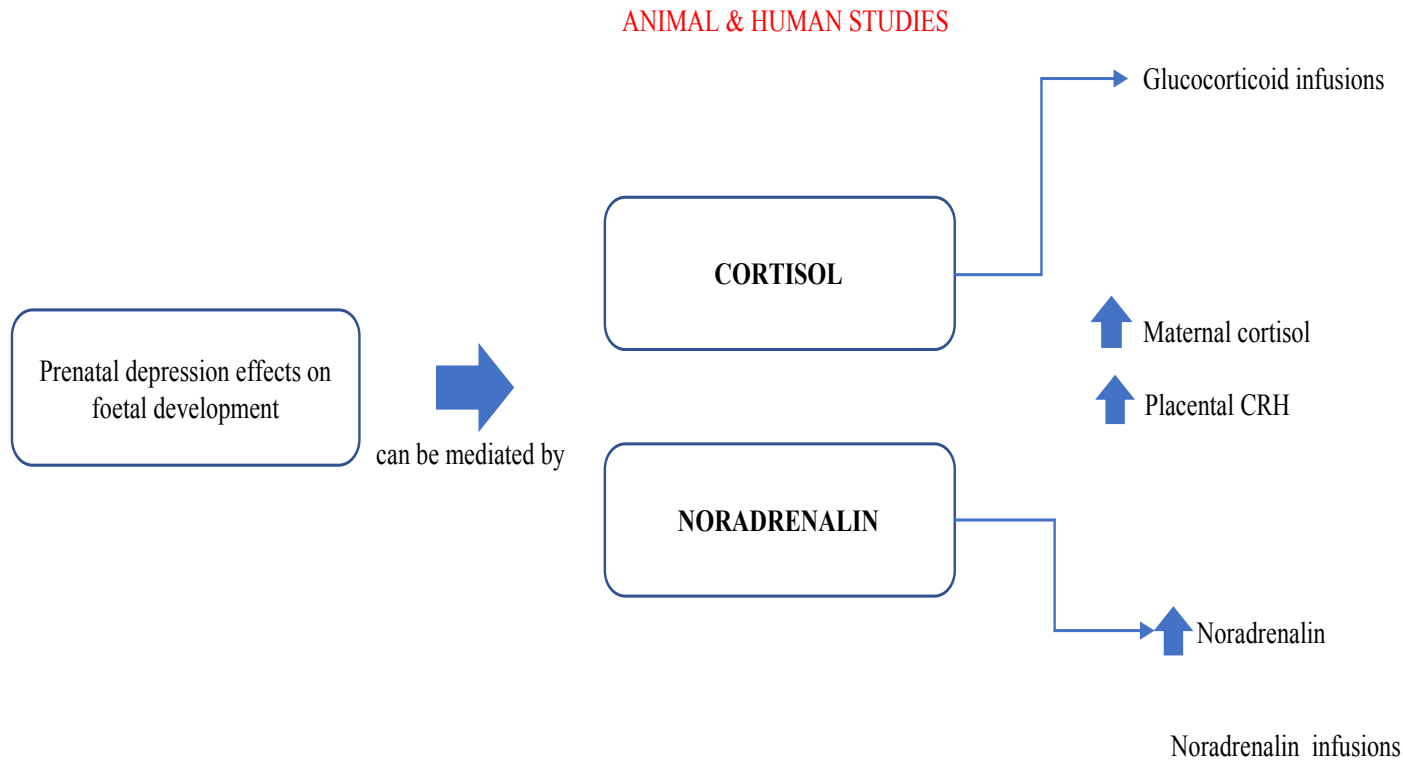 ANIMAL & HUMAN STUDIES
Glucocorticoid infusions
CORTISOL
Maternal cortisol
Prenatal depression effects on
foetal development
Placental CRH
can be mediated by
NORADRENALIN
Noradrenalin
Noradrenalin infusions